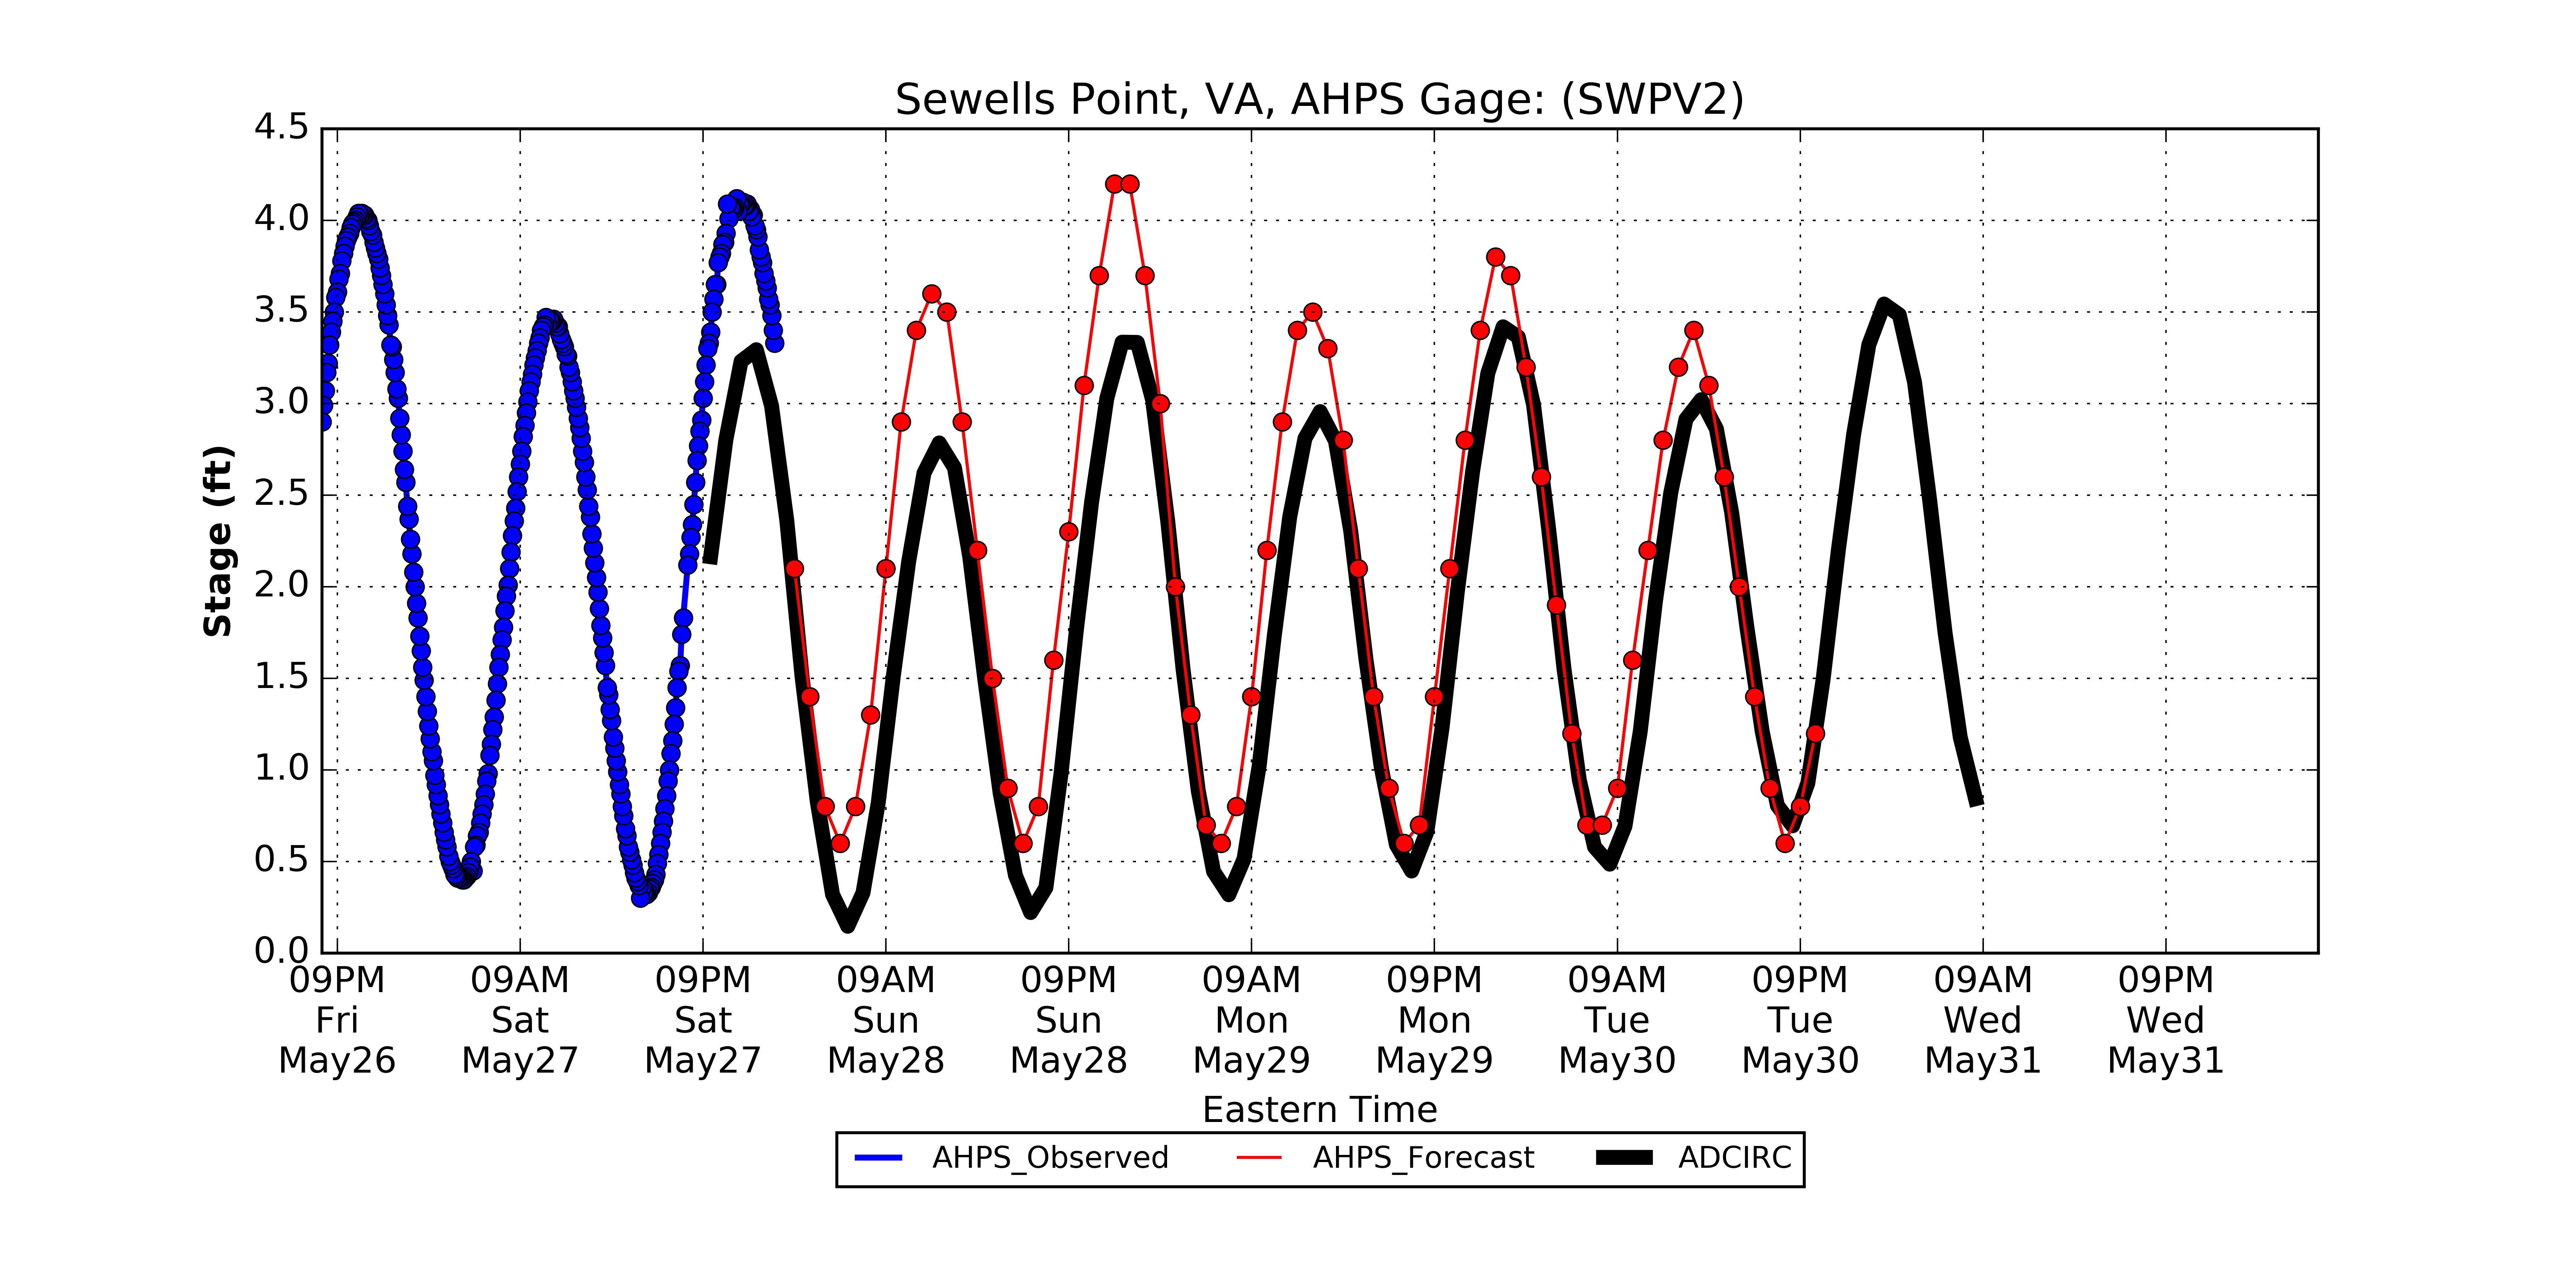 Sewells Point, VA, AHPS Gage: (SWPV2)
Stage (ft)
4.5
4.0
3.5
3.0
2.5
2.0
1.5
1.0
0.5
0.0
09PM 09AM 09PM 09AM 09PM 09AM 09PM 09AM 09PM 09AM 09PM
Fri Sat Sat Sun Sun Mon Mon Tue Tue Wed Wed
May26 May27 May27 May28 May28 May29 May29 May30 May30 May31 May31
Eastern Time
AHPS_Observed AHPS_Forecast ADCIRC